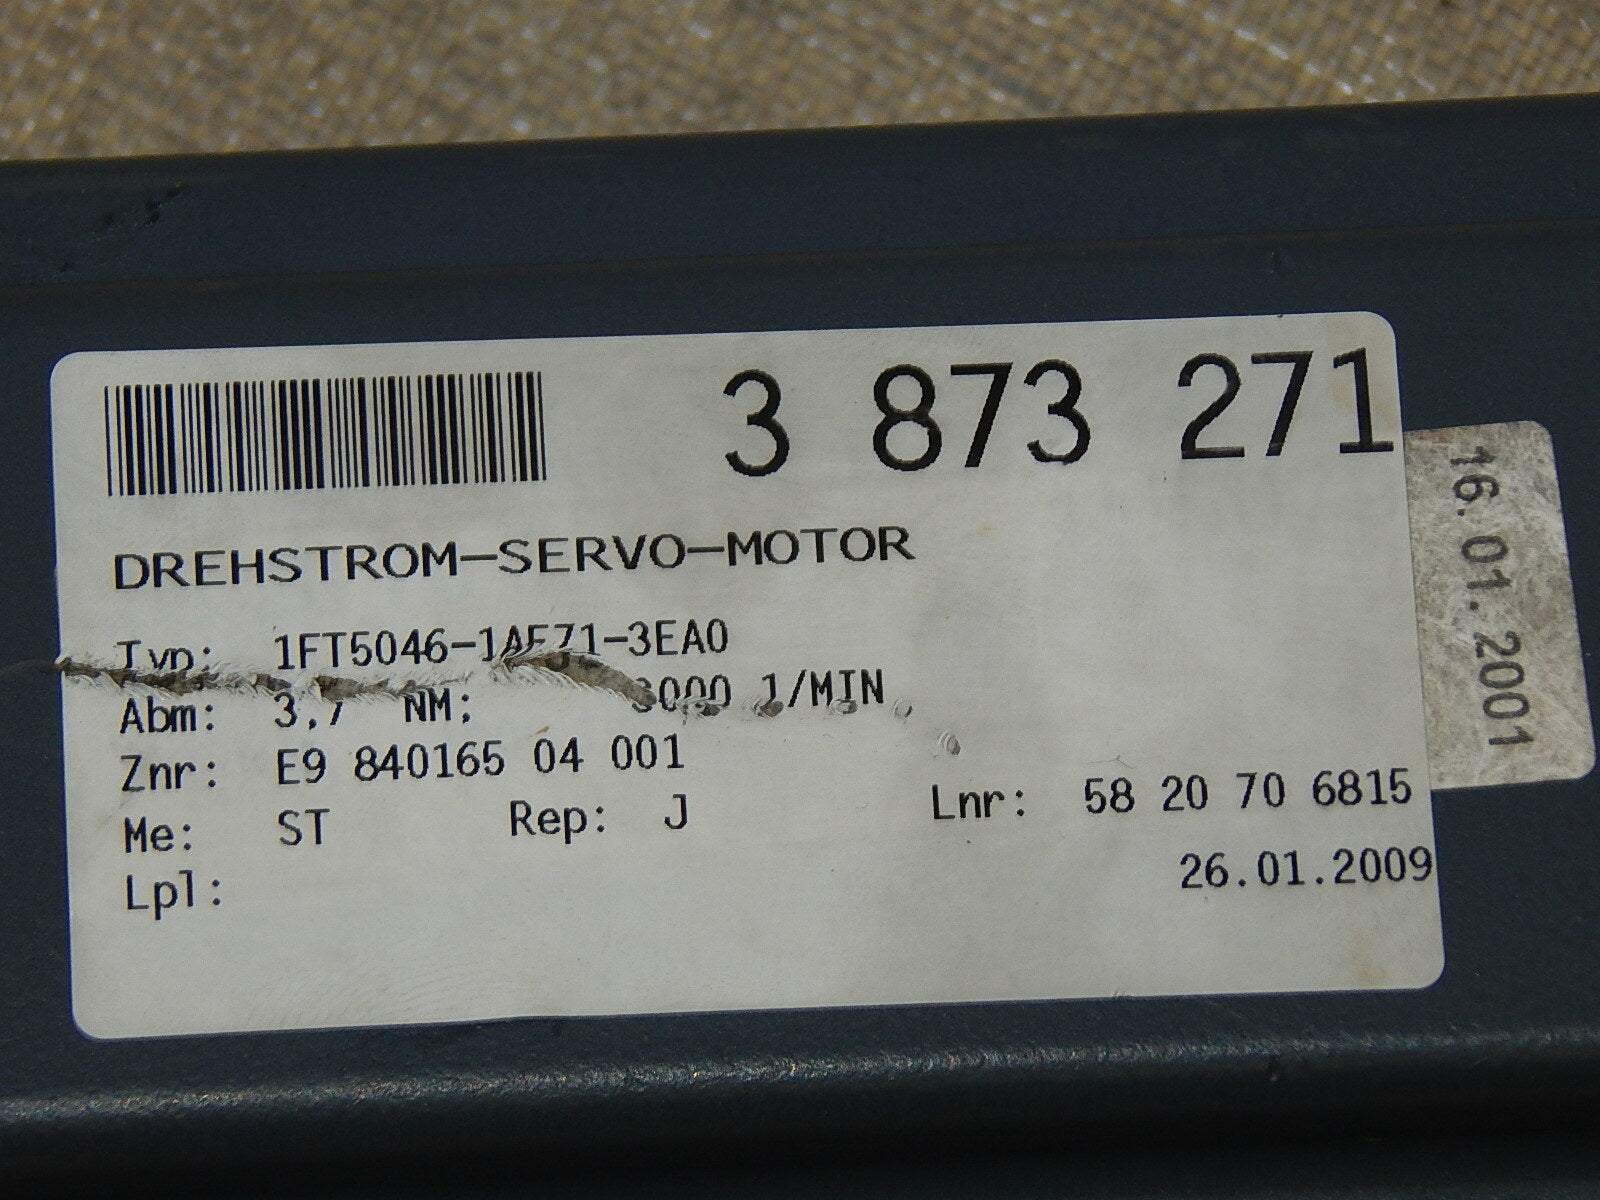 3 873 271
DREHSTROM-SERVO-MOTOR
Typ: 1FT5046-1AF71-3EA0
Abm: 3,7 NM; 3000 1/MIN
Znr: E9 840165 04 001
Me: ST Rep: J Lnr: 58 20 70 6815
Lpl: 26.01.2009
16.01.2001